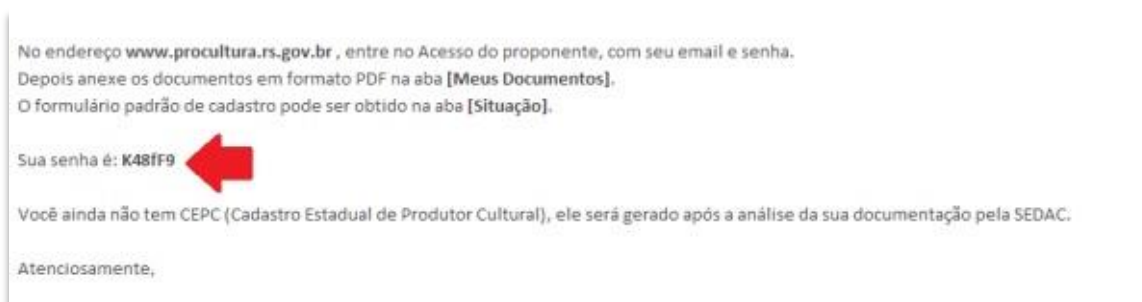 No endereço www.procultura.rs.gov.br , entre no Acesso do proponente, com seu email e senha.
Depois anexe os documentos em formato PDF na aba [Meus Documentos].
O formulário padrão de cadastro pode ser obtido na aba [Situação].
Sua senha é: K48fF9
Você ainda não tem CEPC (Cadastro Estadual de Produtor Cultural), ele será gerado após a análise da sua documentação pela SEDAC.
Atenciosamente,